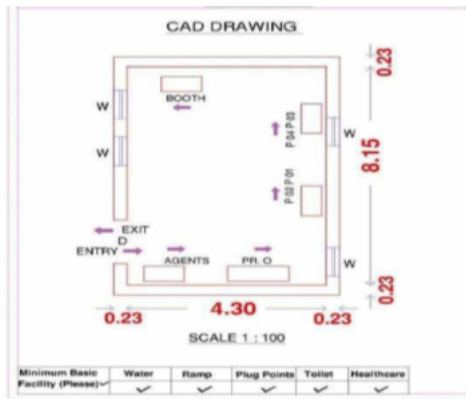 CAD DRAWING
0.23
W
BOOTH
P 04 P 03
W
W
8.15
P 02 P 01
EXIT
D
ENTRY
AGENTS
PR. O
W
0.23
0.23
4.30
0.23
SCALE 1 : 100
Minimum Basic Facility (Please)✓ Water Ramp Plug Points Toilet Healthcare
✓ ✓ ✓ ✓ ✓